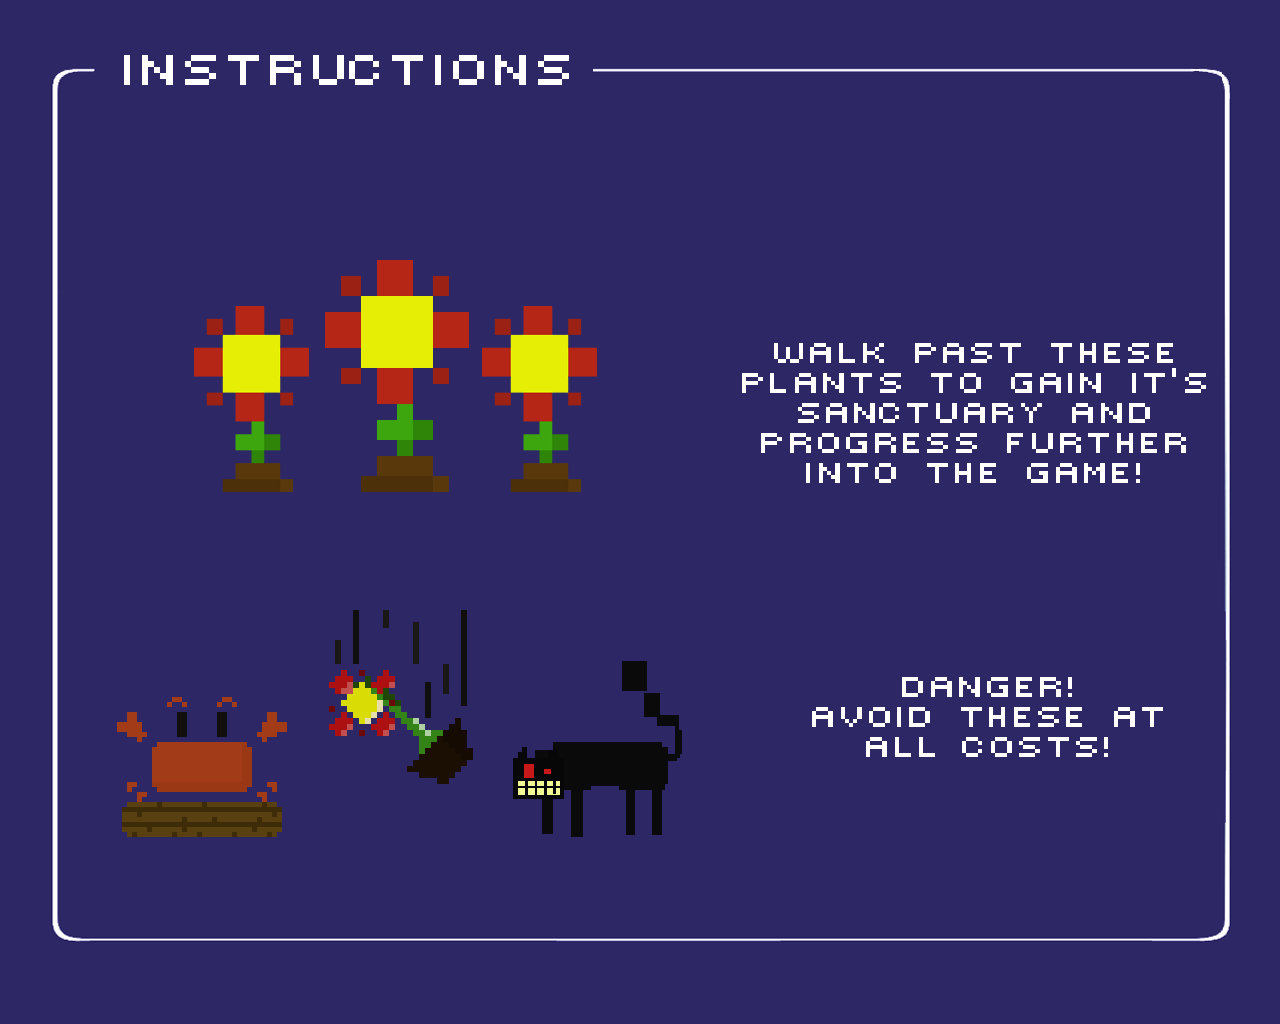 INSTRUCTIONS
WALK PAST THESE
PLANTS TO GAIN IT'S
SANCTUARY AND
PROGRESS FURTHER
INTO THE GAME!
DANGER!
AVOID THESE AT
ALL COSTS!